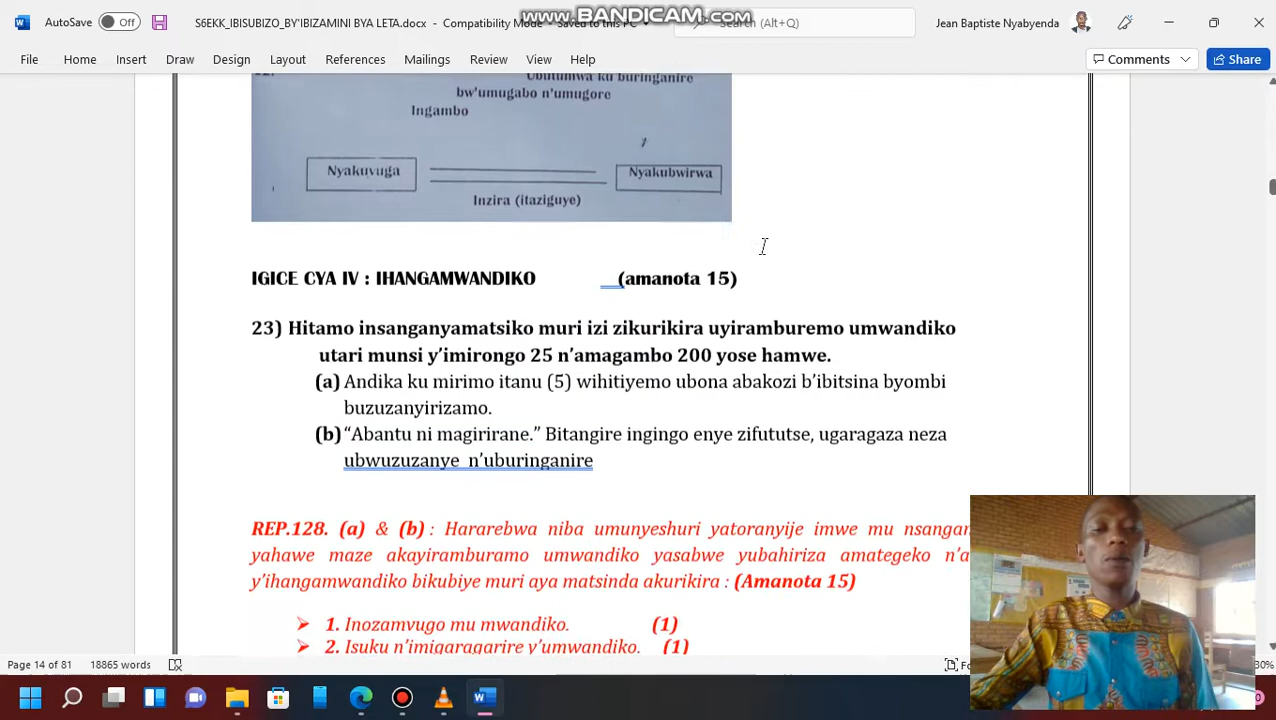 AutoSave Off S6EKK_IBISUBIZO_BY'IBIZAMINI BYA LETA.docx - Compatibility Mode - Saved to this PC Search (Alt+Q) Jean Baptiste Nyabyenda
www.BANDICAM.com
File Home Insert Draw Design Layout References Mailings Review View Help Comments Share
Ubutumwa ku buringanire
bw'umugabo n'umugore
Ingambo
Nyakuvuga Nyakubwirwa
Inzira (itaziguye)
IGICE CYA IV : IHANGAMWANDIKO (amanota 15)
23) Hitamo insanganyamatsiko muri izi zikurikira uyiramburemo umwandiko
utari munsi y’imirongo 25 n’amagambo 200 yose hamwe.
(a) Andika ku mirimo itanu (5) wihitiyemo ubona abakozi b’ibitsina byombi
buzuzanyirizamo.
(b) “Abantu ni magirirane.” Bitangire ingingo enye zifututse, ugaragaza neza
ubwuzuzanye n’uburinganire
REP.128. (a) & (b) : Hararebwa niba umunyeshuri yatoranyije imwe mu
yahawe maze akayiramburamo umwandiko yasabwe yubahiriza amategeko
y’ihangamwandiko bikubiye muri aya matsinda akurikira : (Amanota 15)
➢ 1. Inozamvugo mu mwandiko. (1)
➢ 2. Isuku n’imigaragarire y’umwandiko. (1)
Page 14 of 81 18865 words